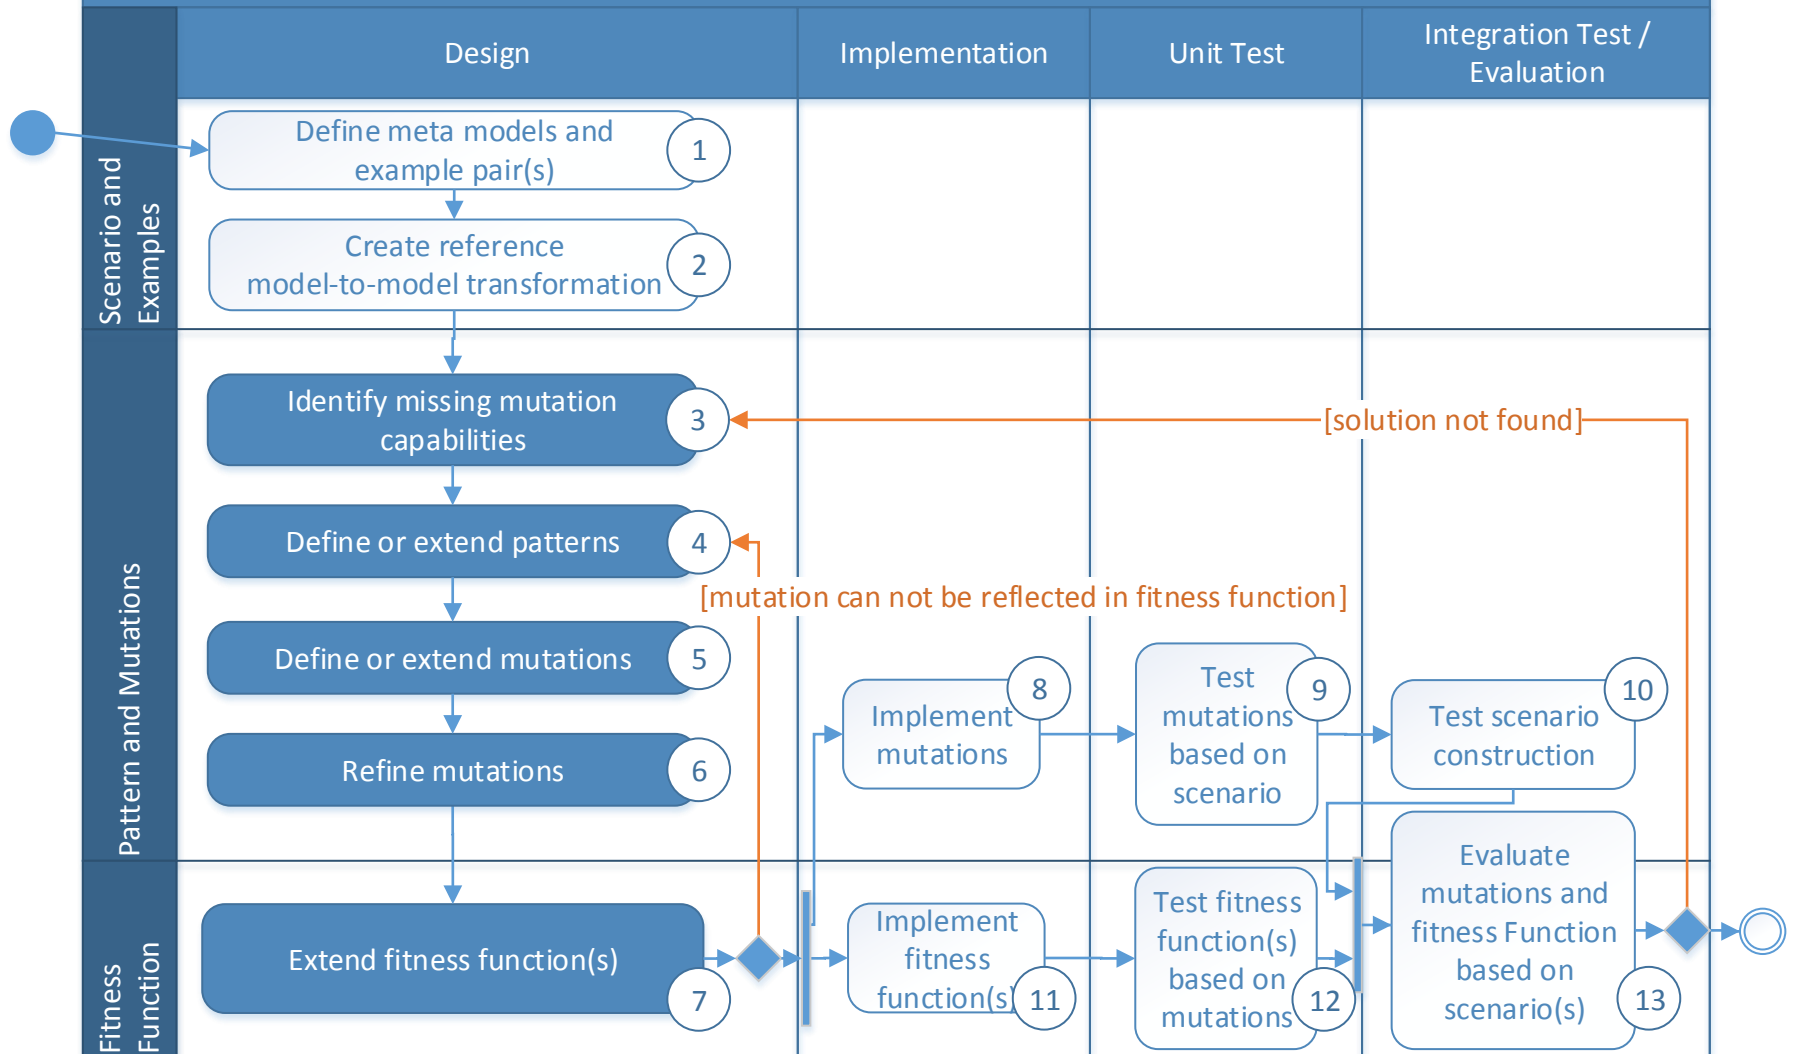 Design
Implementation
Unit Test
Integration Test /
Evaluation
Scenario and
Examples
Define meta models and
example pair(s)
1
Create reference
model-to-model transformation
2
Pattern and Mutations
Identify missing mutation
capabilities
3
[solution not found]
Define or extend patterns
4
[mutation can not be reflected in fitness function]
Define or extend mutations
5
Refine mutations
6
Implement
mutations
8
Test
mutations
based on
scenario
9
Test scenario
construction
10
Fitness
Function
Extend fitness function(s)
7
Implement
fitness
function(s)
11
Test fitness
function(s)
based on
mutations
12
Evaluate
mutations and
fitness Function
based on
scenario(s)
13